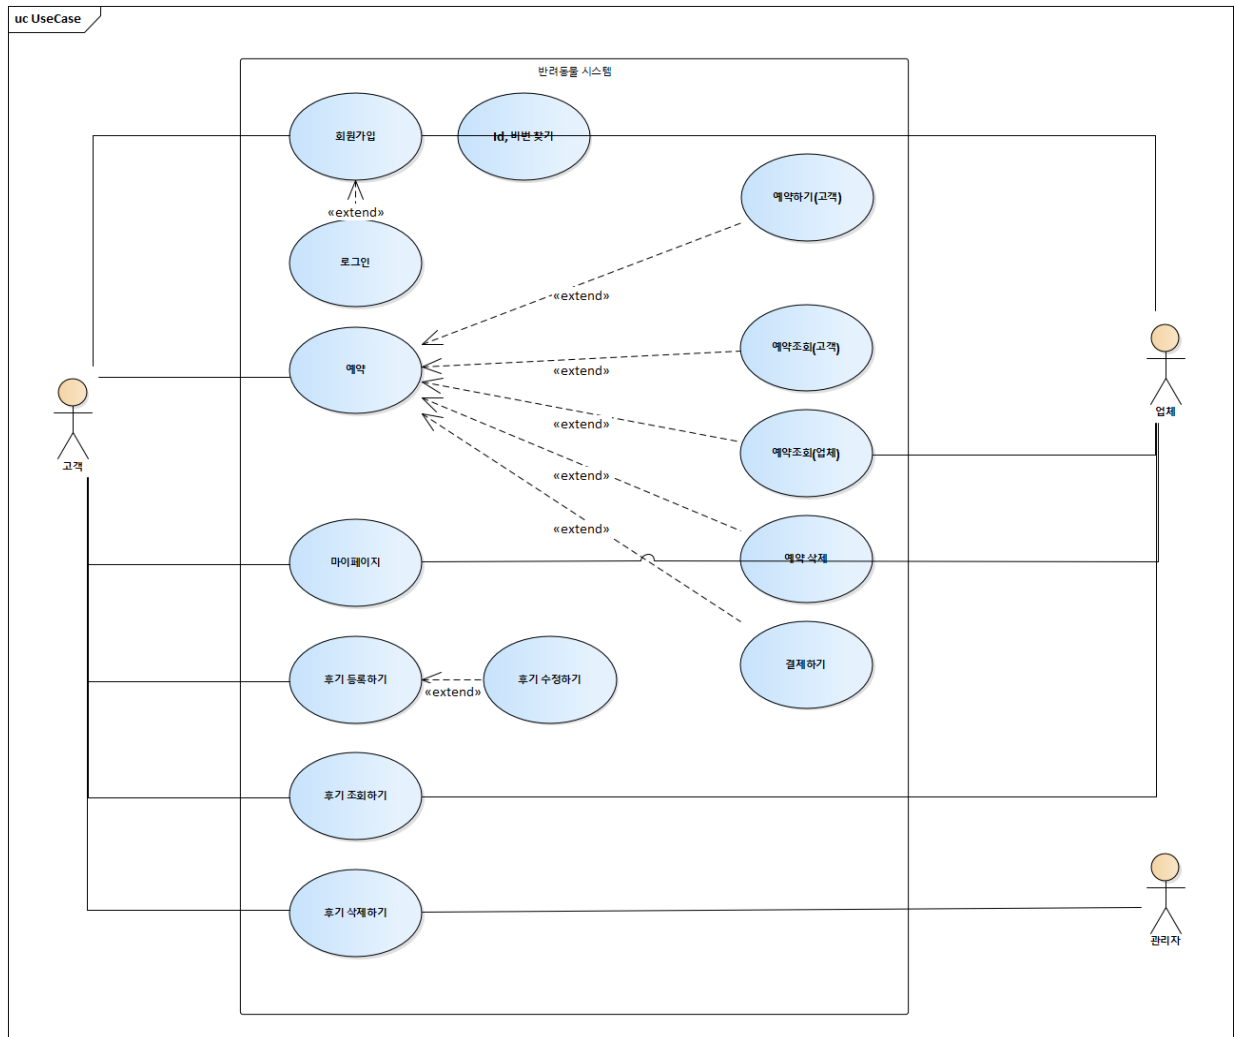 uc UseCase
반려동물 시스템
회원가입
Id, 비번 찾기
예약하기(고객)
«extend»
로그인
«extend»
예약조회(고객)
예약
«extend»
업체
«extend»
예약조회(업체)
고객
«extend»
«extend»
예약 삭제
마이페이지
결제하기
후기 등록하기
«extend»
후기 수정하기
후기 조회하기
후기 삭제하기
관리자